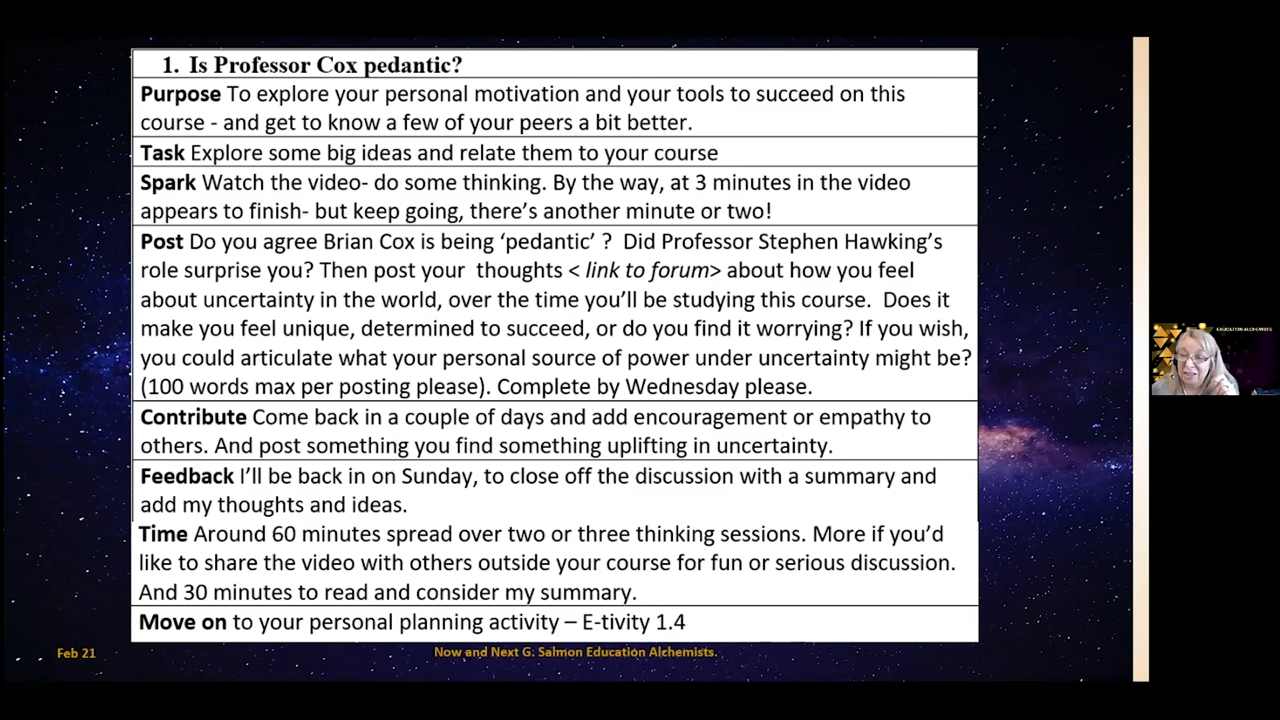 1. Is Professor Cox pedantic?
Purpose To explore your personal motivation and your tools to succeed on this
course - and get to know a few of your peers a bit better.
Task Explore some big ideas and relate them to your course
Spark Watch the video- do some thinking. By the way, at 3 minutes in the video
appears to finish- but keep going, there's another minute or two!
Post Do you agree Brian Cox is being 'pedantic' ? Did Professor Stephen Hawking's
role surprise you? Then post your thoughts < link to forum> about how you feel
about uncertainty in the world, over the time you'll be studying this course. Does it
make you feel unique, determined to succeed, or do you find it worrying? If you wish,
you could articulate what your personal source of power under uncertainty might be?
(100 words max per posting please). Complete by Wednesday please.
Contribute Come back in a couple of days and add encouragement or empathy to
others. And post something you find something uplifting in uncertainty.
Feedback I'll be back in on Sunday, to close off the discussion with a summary and
add my thoughts and ideas.
Time Around 60 minutes spread over two or three thinking sessions. More if you'd
like to share the video with others outside your course for fun or serious discussion.
And 30 minutes to read and consider my summary.
Move on to your personal planning activity – E-tivity 1.4
Feb 21
Now and Next G. Salmon Education Alchemists.
EDUCATION ALCHEMISTS